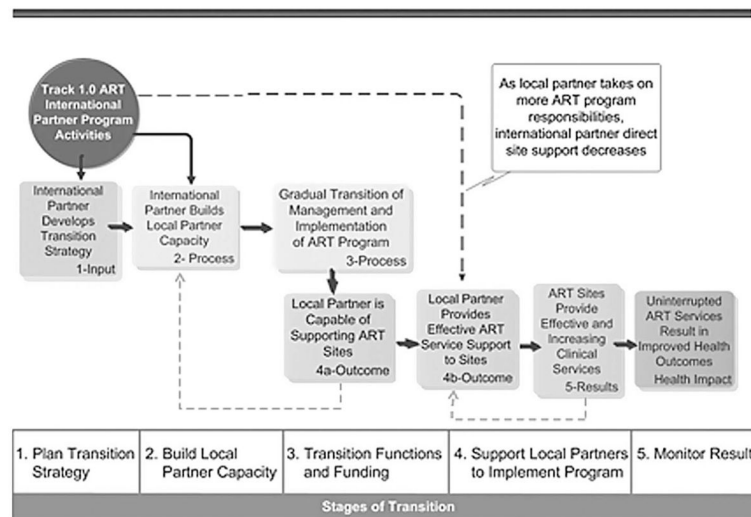 Track 1.0 ART
International
Partner Program
Activities
As local partner takes on
more ART program
responsibilities,
international partner direct
site support decreases
International
Partner
Develops
Transition
Strategy
1-Input
International
Partner Builds
Local Partner
Capacity
2- Process
Gradual Transition of
Management and
Implementation
of ART Program
3-Process
Local Partner is
Capable of
Supporting ART
Sites
4a-Outcome
Local Partner
Provides
Effective ART
Service Support
to Sites
4b-Outcome
ART Sites
Provide
Effective and
Increasing
Clinical
Services
5-Results
Uninterrupted
ART Services
Result in
Improved Health
Outcomes
Health Impact
1. Plan Transition
Strategy
2. Build Local
Partner Capacity
3. Transition Functions
and Funding
4. Support Local Partners
to Implement Program
5. Monitor Result
Stages of Transition